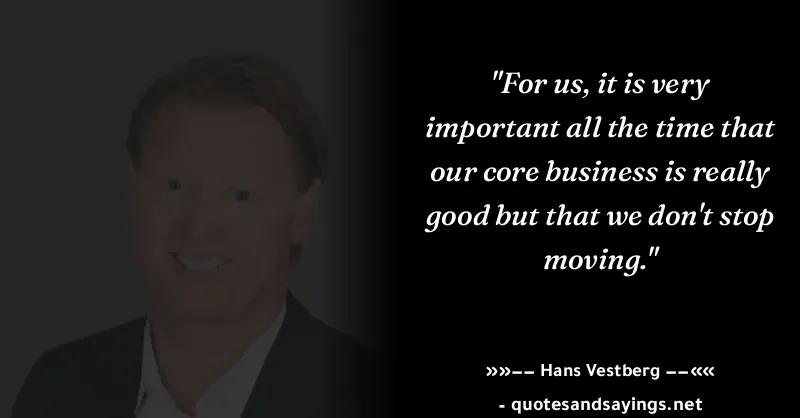 "For us, it is very
important all the time that
our core business is really
good but that we don't stop
moving."
»»–– Hans Vestberg ––««
- quotesandsayings.net